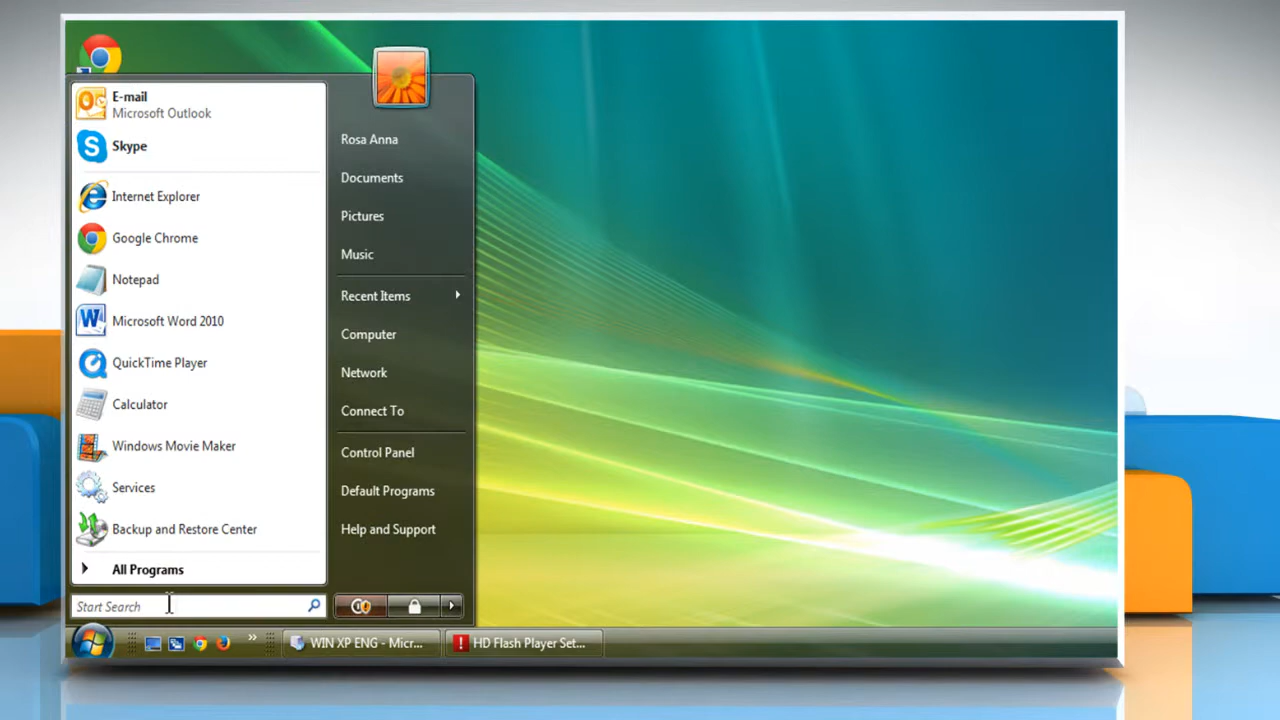 E-mail
Microsoft Outlook
Skype
Internet Explorer
Google Chrome
Notepad
Microsoft Word 2010
QuickTime Player
Calculator
Windows Movie Maker
Services
Backup and Restore Center
All Programs
Start Search
Rosa Anna
Documents
Pictures
Music
Recent Items
Computer
Network
Connect To
Control Panel
Default Programs
Help and Support
WIN XP ENG - Micr...
HD Flash Player Set...